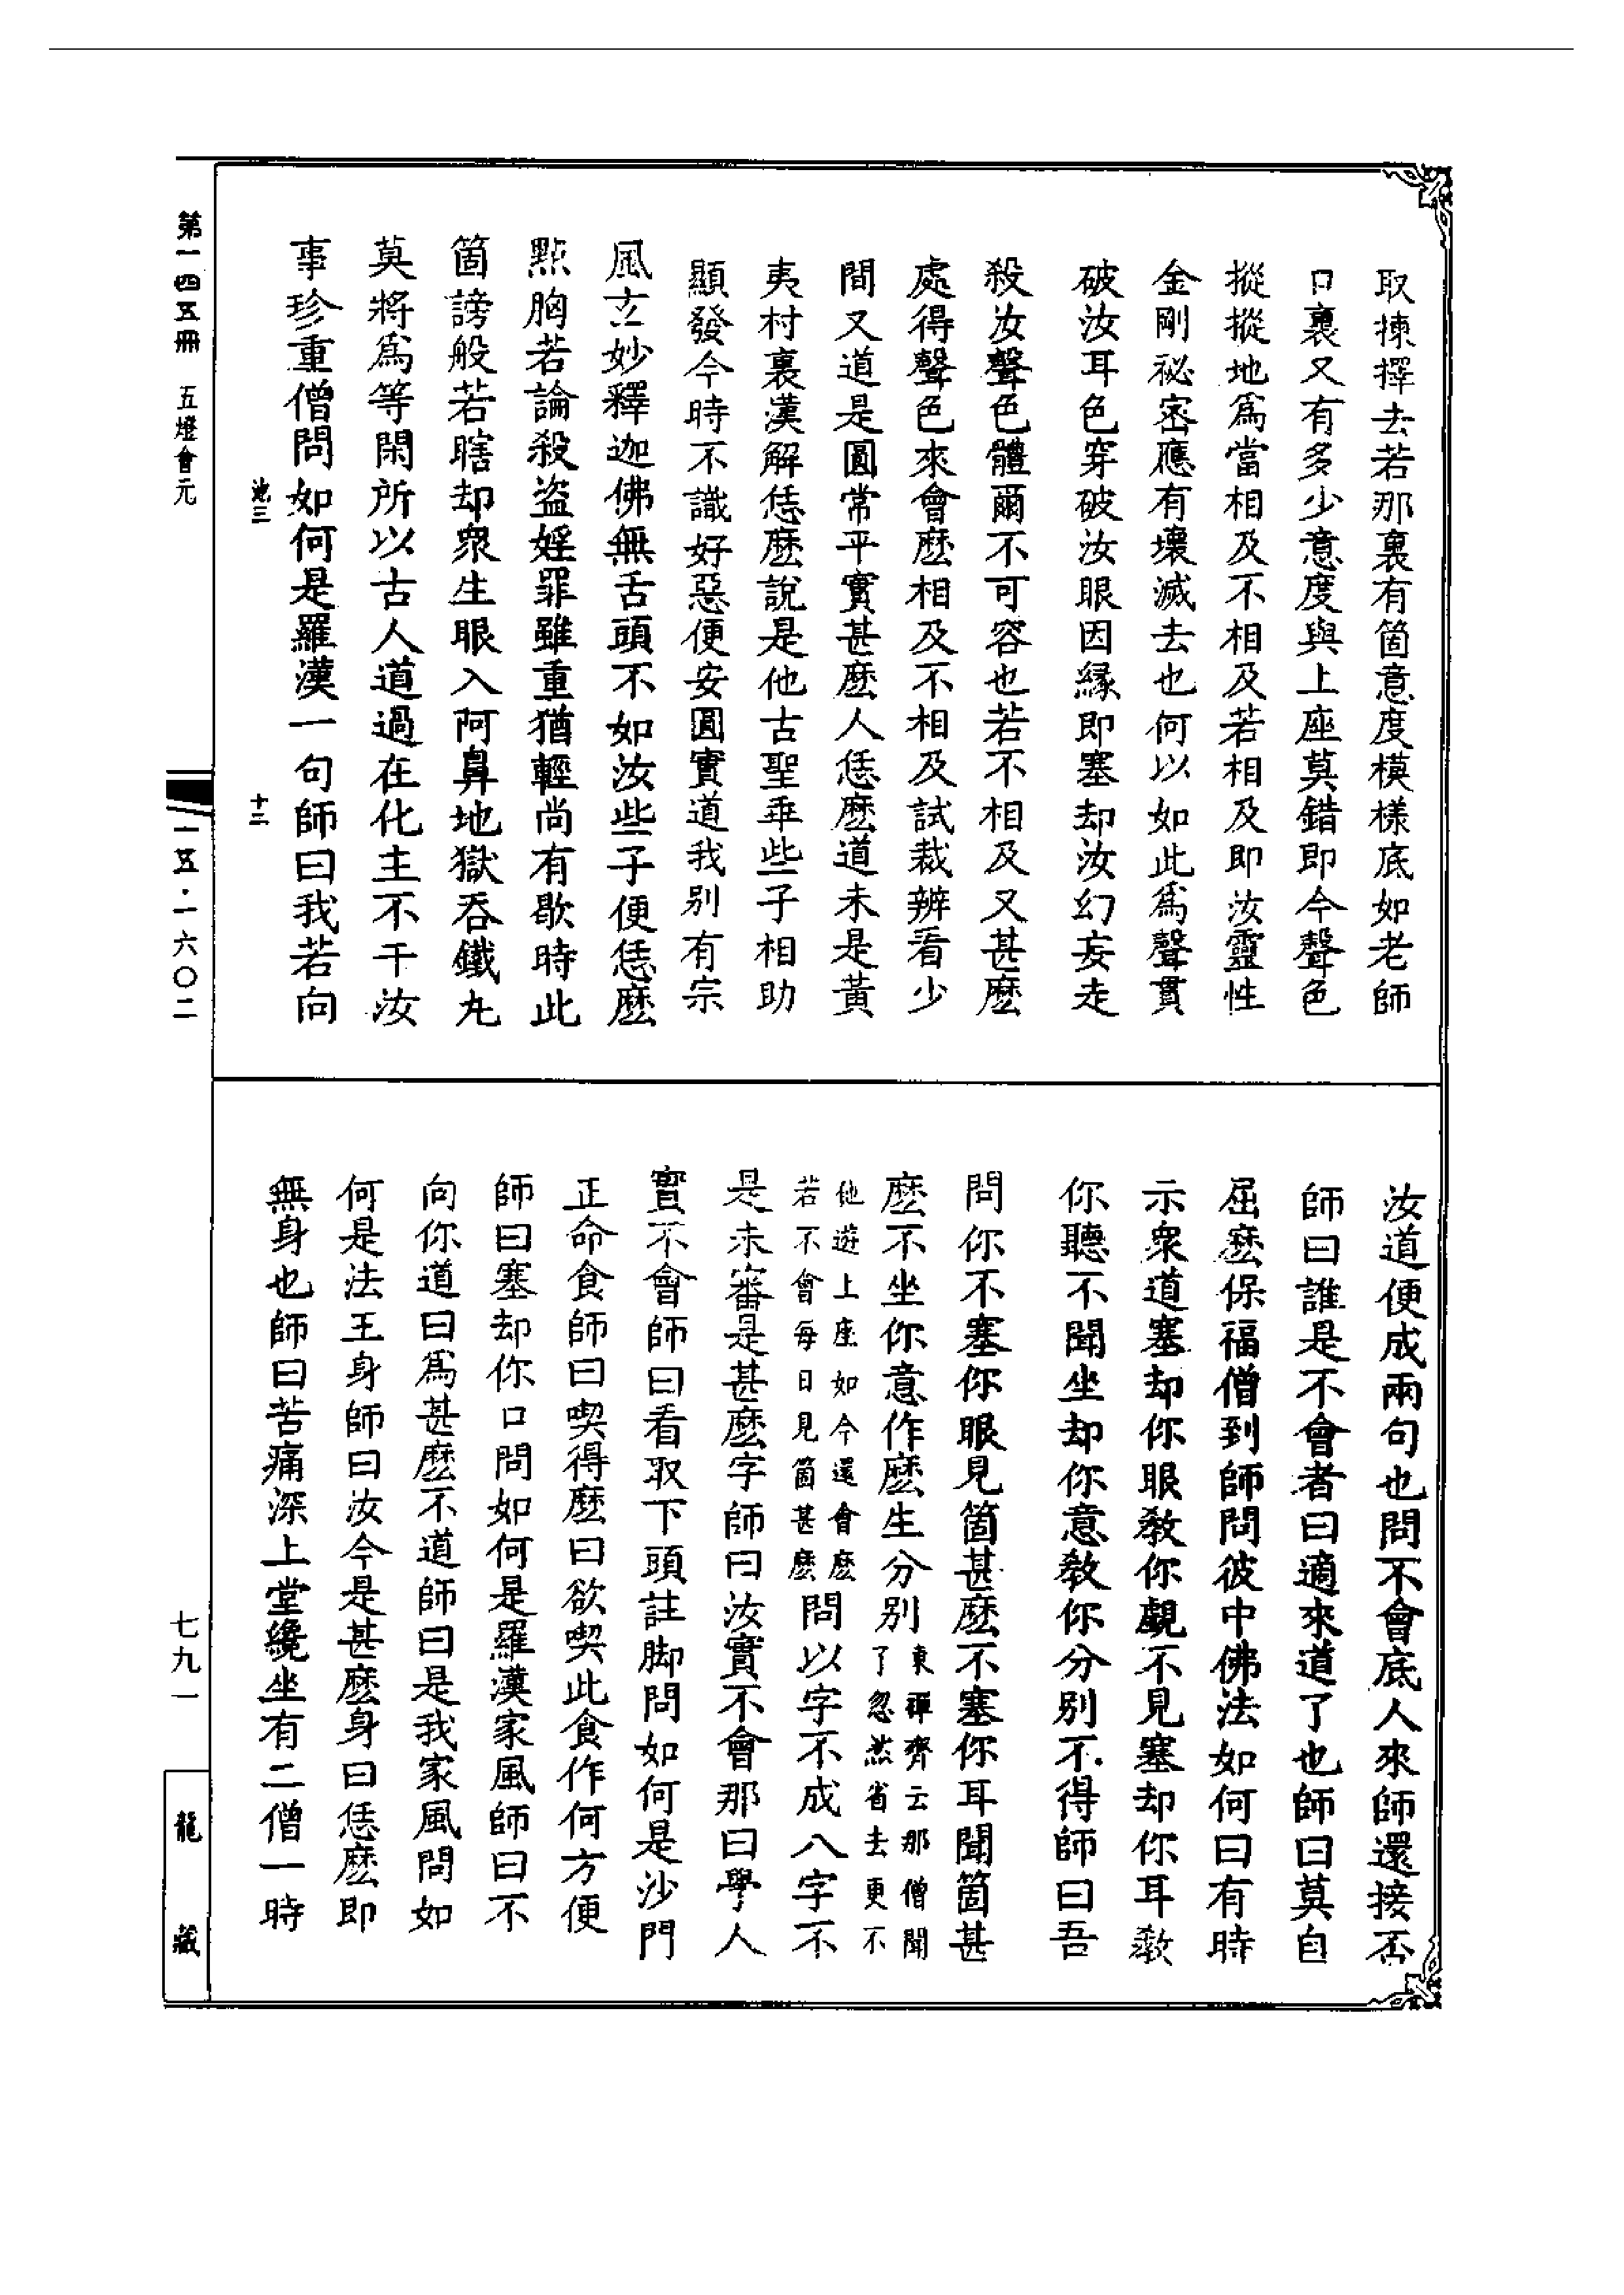 取揀擇去若那裏有箇意度模樣底如老師
口裏又有多少意度與上座莫錯即今聲色
摐摐地爲當相及不相及若相及即汝靈性
金剛祕密應有壞滅去也何以如此爲聲貫
破汝耳色穿破汝眼因緣即塞却汝幻妄走
殺汝聲色體爾不可容也若不相及又甚麼
處得聲色來會麼相及不相及試裁辨看少
間又道是圓常平實甚麼人恁麼道未是黃
夷村裏漢解恁麼說是他古聖垂些子相助
顯發今時不識好惡便安圓實道我別有宗
風玄妙釋迦佛無舌頭不如汝些子便恁麼
點胸若論殺盜婬罪雖重猶輕尚有歇時此
箇謗般若瞎却衆生眼入阿鼻地獄吞鐵丸
莫將爲等閑所以古人道過在化主不干汝
事珍重僧問如何是羅漢一句師曰我若向
池三
十三
汝道便成兩句也問不會底人來師還接否
師曰誰是不會者曰適來道了也師曰莫自
屈麼保福僧到師問彼中佛法如何曰有時
示衆道塞却你眼教你覷不見塞却你耳教
你聽不聞坐却你意教你分別不得師曰吾
問你不塞你眼見箇甚麼不塞你耳聞箇甚
麼不坐你意作麼生分別東禪齊云那僧聞
了忽然省去更不
他遊上座如今還會麼
若不會每日見箇甚麼問以字不成八字不
是未審是甚麼字師曰汝實不會那曰學人
實不會師曰看取下頭註脚問如何是沙門
正命食師曰喫得麼曰欲喫此食作何方便
師曰塞却你口問如何是羅漢家風師曰不
向你道曰爲甚麼不道師曰是我家風問如
何是法王身師曰汝今是甚麼身曰恁麼即
無身也師曰苦痛深上堂纔坐有二僧一時
第一四五冊 五燈會元
一五·一六〇二
七九一
龍藏